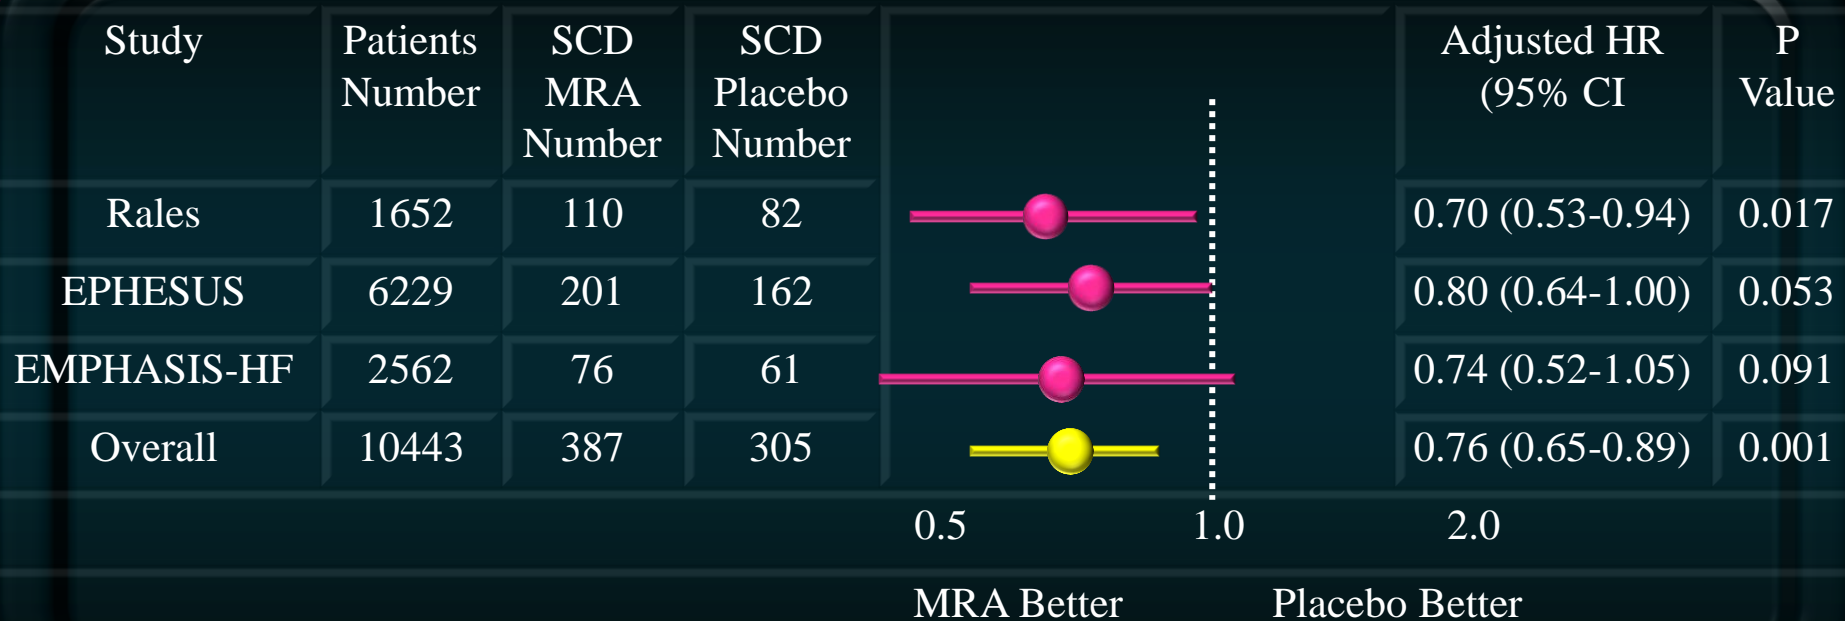 Study Patients Number SCD MRA Number SCD Placebo Number Adjusted HR (95% CI P Value
Rales 1652 110 82 0.70 (0.53-0.94) 0.017
EPHESUS 6229 201 162 0.80 (0.64-1.00) 0.053
EMPHASIS-HF 2562 76 61 0.74 (0.52-1.05) 0.091
Overall 10443 387 305 0.76 (0.65-0.89) 0.001
0.5 1.0 2.0
MRA Better Placebo Better